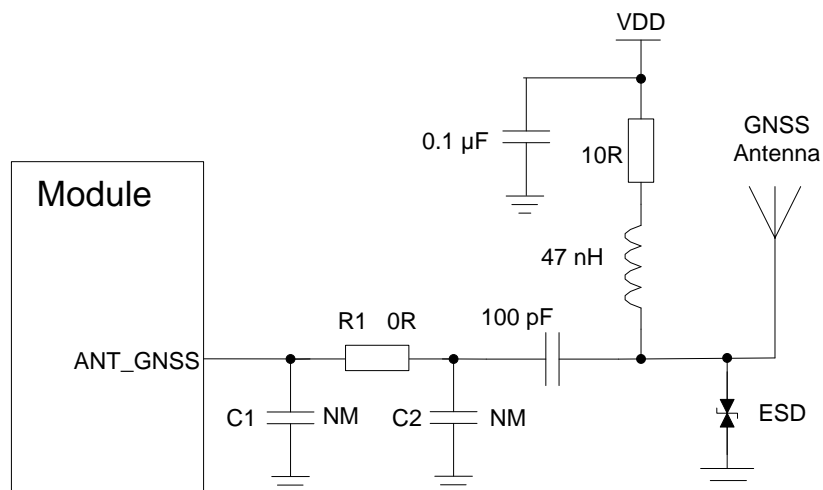 VDD
0.1 µF
10R
GNSS
Antenna
Module
47 nH
R1 0R
100 pF
ANT_GNSS
C1
NM
C2
NM
ESD